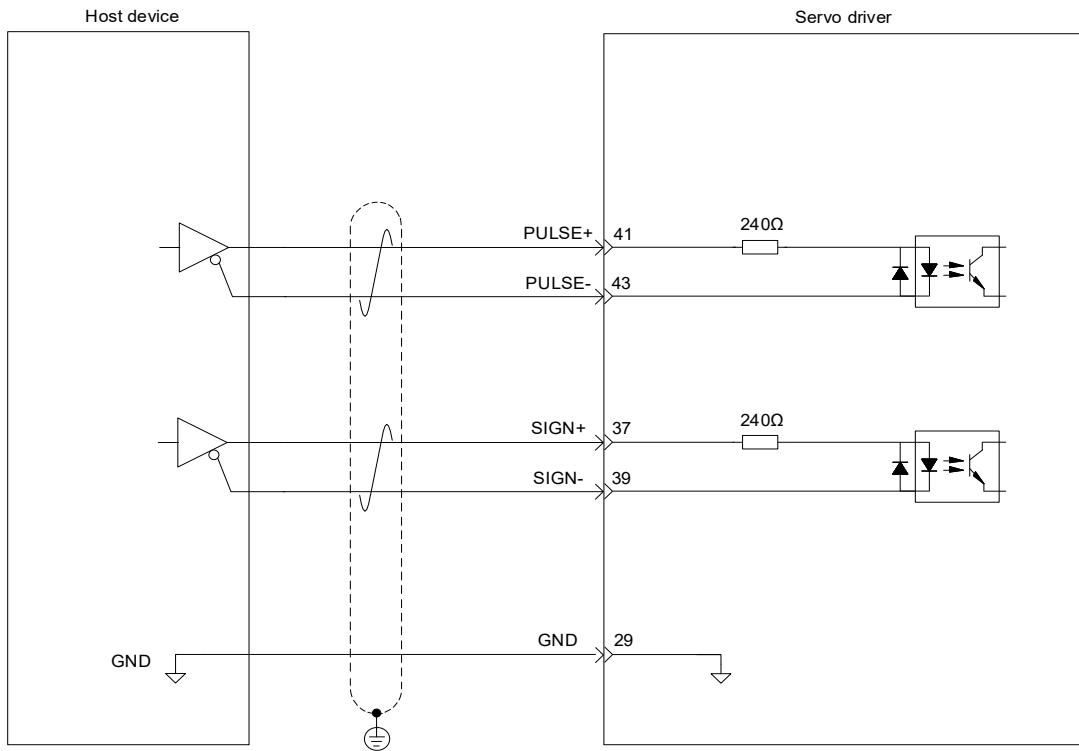 Host device
Servo driver
PULSE+
41
240Ω
PULSE-
43
SIGN+
37
240Ω
SIGN-
39
GND
29
GND